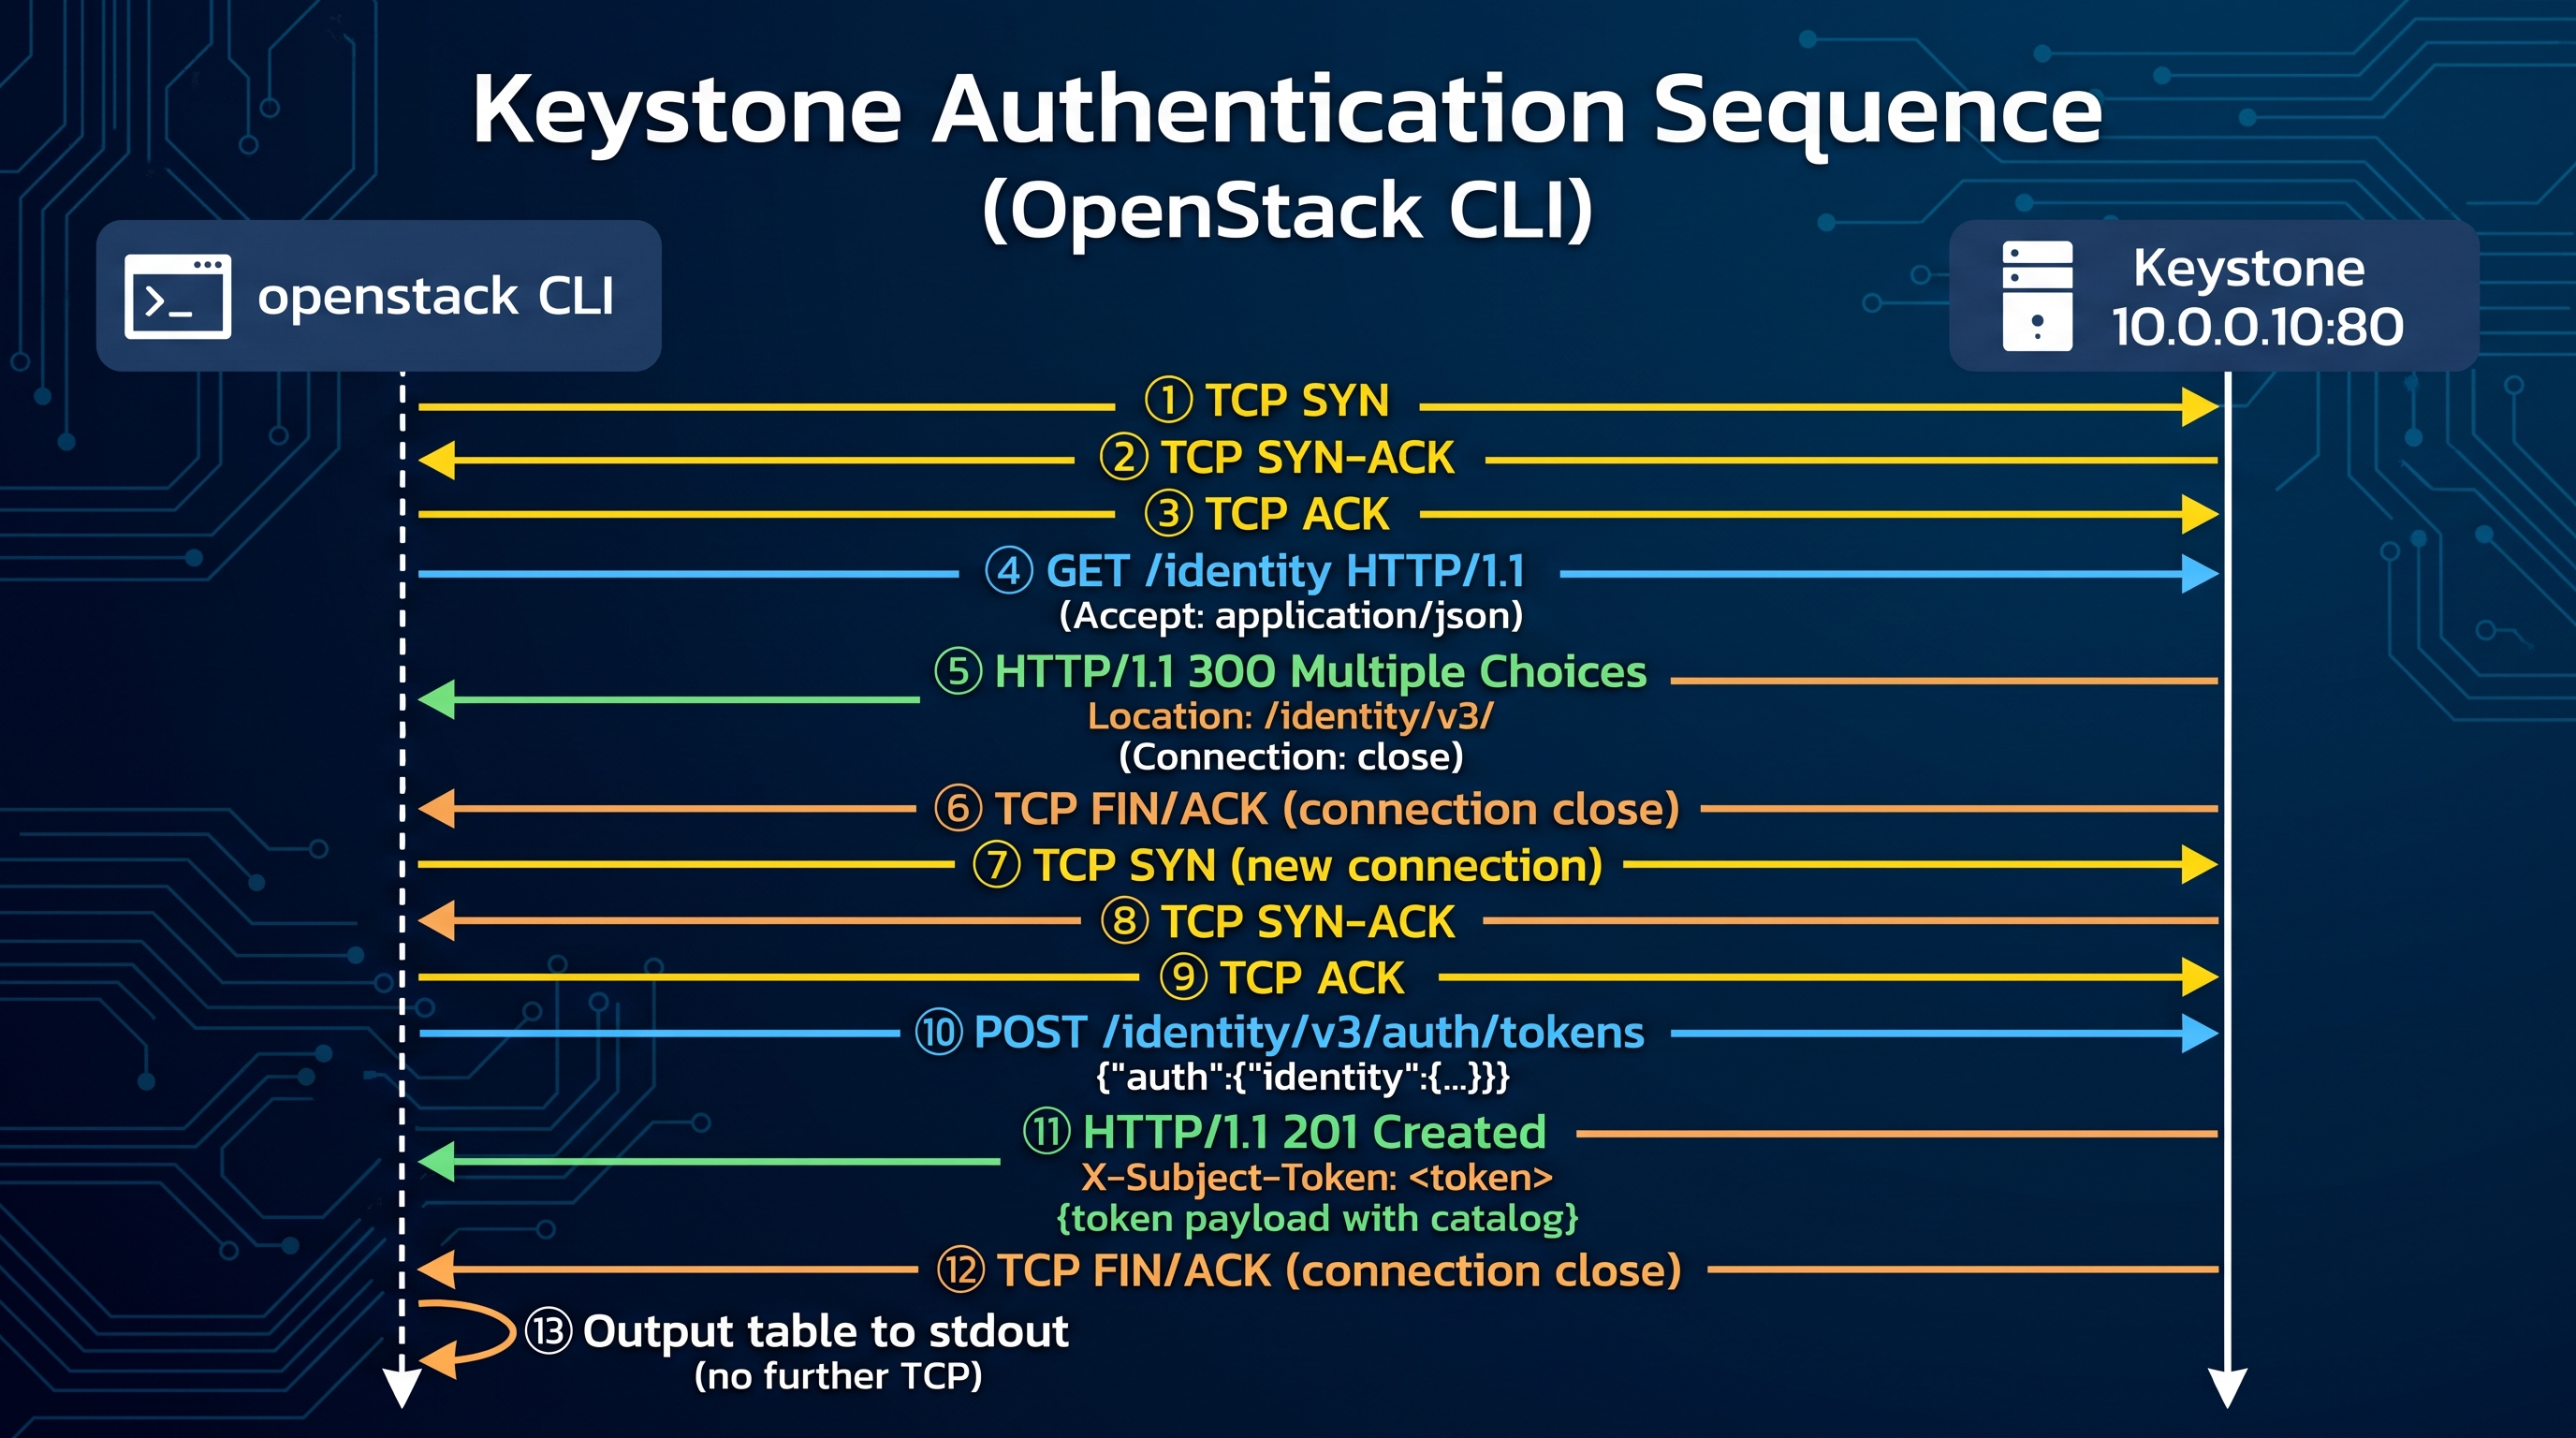 Keystone Authentication Sequence
(OpenStack CLI)
>_ openstack CLI
Keystone
10.0.0.10:80
① TCP SYN
② TCP SYN-ACK
③ TCP ACK
④ GET /identity HTTP/1.1
(Accept: application/json)
⑤ HTTP/1.1 300 Multiple Choices
Location: /identity/v3/
(Connection: close)
⑥ TCP FIN/ACK (connection close)
⑦ TCP SYN (new connection)
⑧ TCP SYN-ACK
⑨ TCP ACK
⑩ POST /identity/v3/auth/tokens
{"auth":{"identity":{...}}}
⑪ HTTP/1.1 201 Created
X-Subject-Token: <token>
{token payload with catalog}
⑫ TCP FIN/ACK (connection close)
⑬ Output table to stdout
(no further TCP)